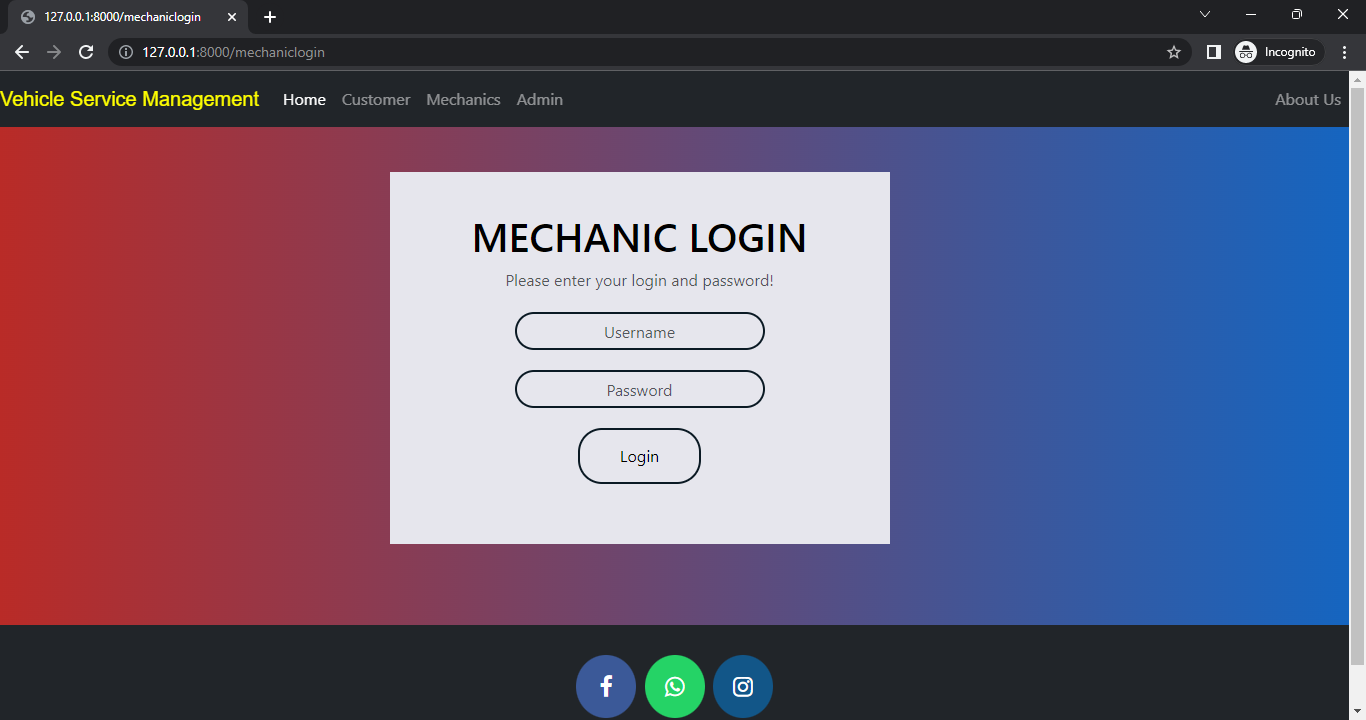 127.0.0.1:8000/mechaniclogin
127.0.0.1:8000/mechaniclogin
Incognito
Vehicle Service Management Home Customer Mechanics Admin About Us
MECHANIC LOGIN
Please enter your login and password!
Username
Password
Login